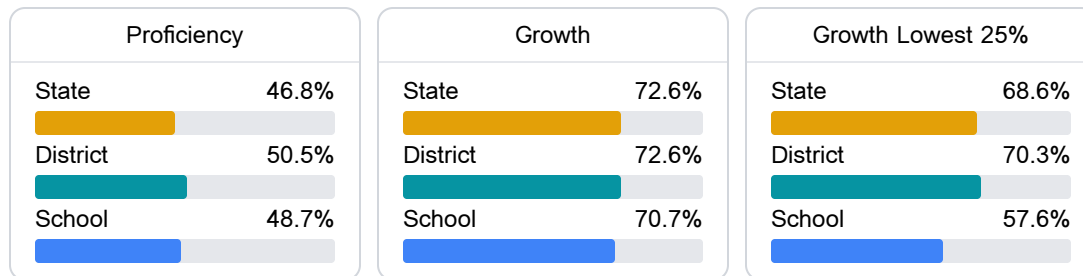 Proficiency
State 46.8%
District 50.5%
School 48.7%
Growth
State 72.6%
District 72.6%
School 70.7%
Growth Lowest 25%
State 68.6%
District 70.3%
School 57.6%